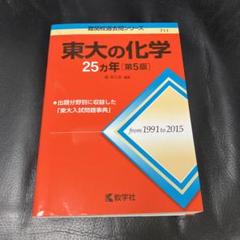 難関校過去問シリーズ
東大の化学
25カ年[第5版]
編著
●出題分野別に収録した
「東大入試問題事典」
from 1991 to 2015
教学社